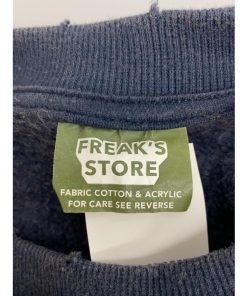 FREAK'S
STORE
FABRIC COTTON & ACRYLIC
FOR CARE SEE REVERSE